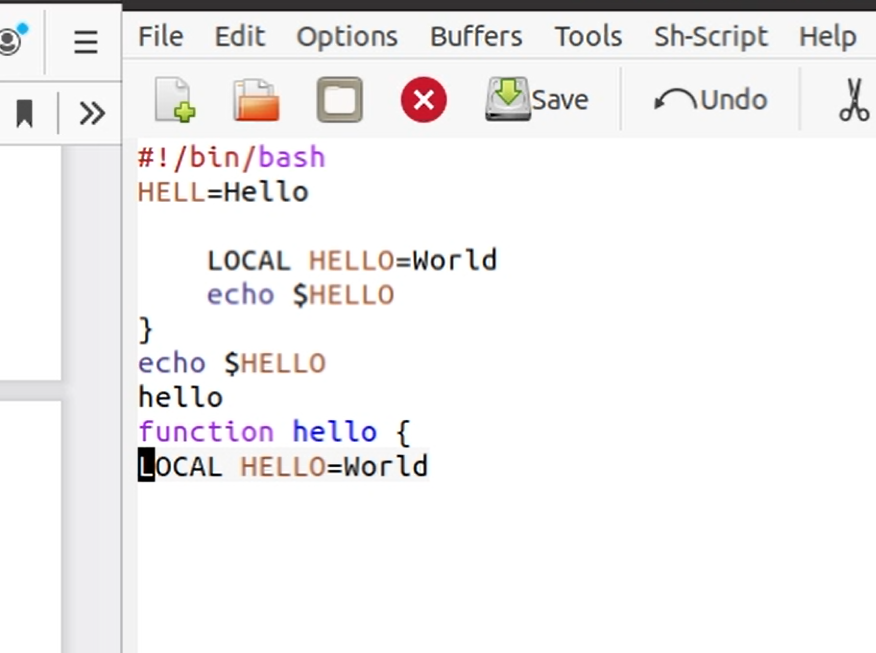 File Edit Options Buffers Tools Sh-Script Help
Save Undo
#!/bin/bash
HELL=Hello
LOCAL HELLO=World
echo $HELLO
}
echo $HELLO
hello
function hello {
LOCAL HELLO=World